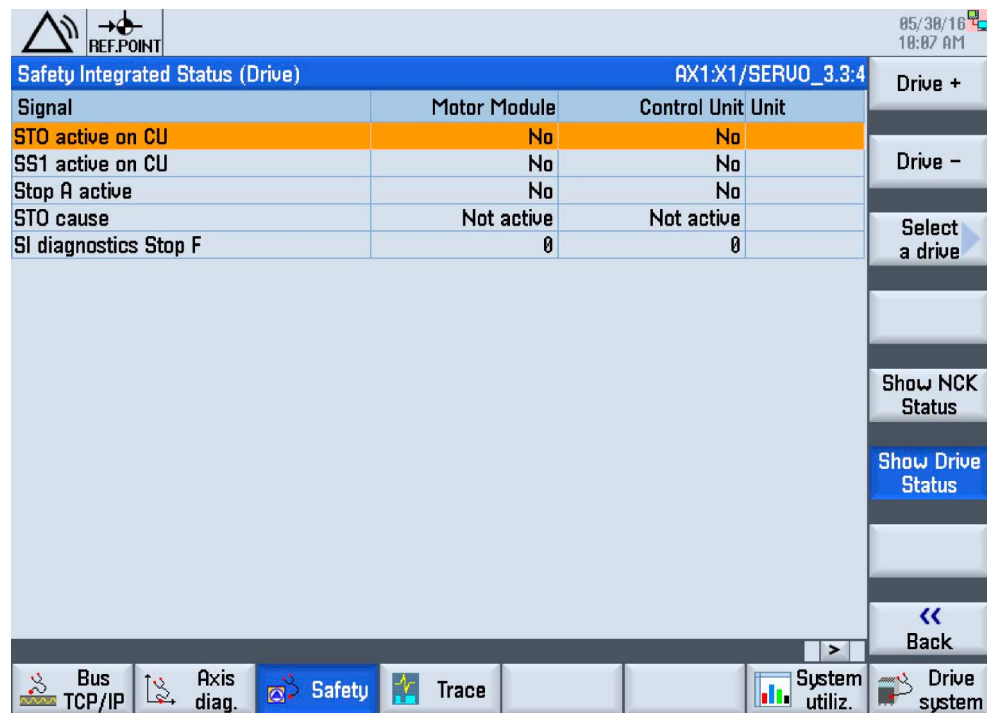 REF.POINT
05/30/16
10:07 AM
Safety Integrated Status (Drive) AX1:X1/SERVO_3.3:4
Signal Motor Module Control Unit Unit
STO active on CU No No
SS1 active on CU No No
Stop A active No No
STO cause Not active Not active
SI diagnostics Stop F 0 0
Drive +
Drive -
Select
a drive
Show NCK
Status
Show Drive
Status
<<
Back
>
Bus
TCP/IP
Axis
diag.
Safety
Trace
System
utiliz.
Drive
system